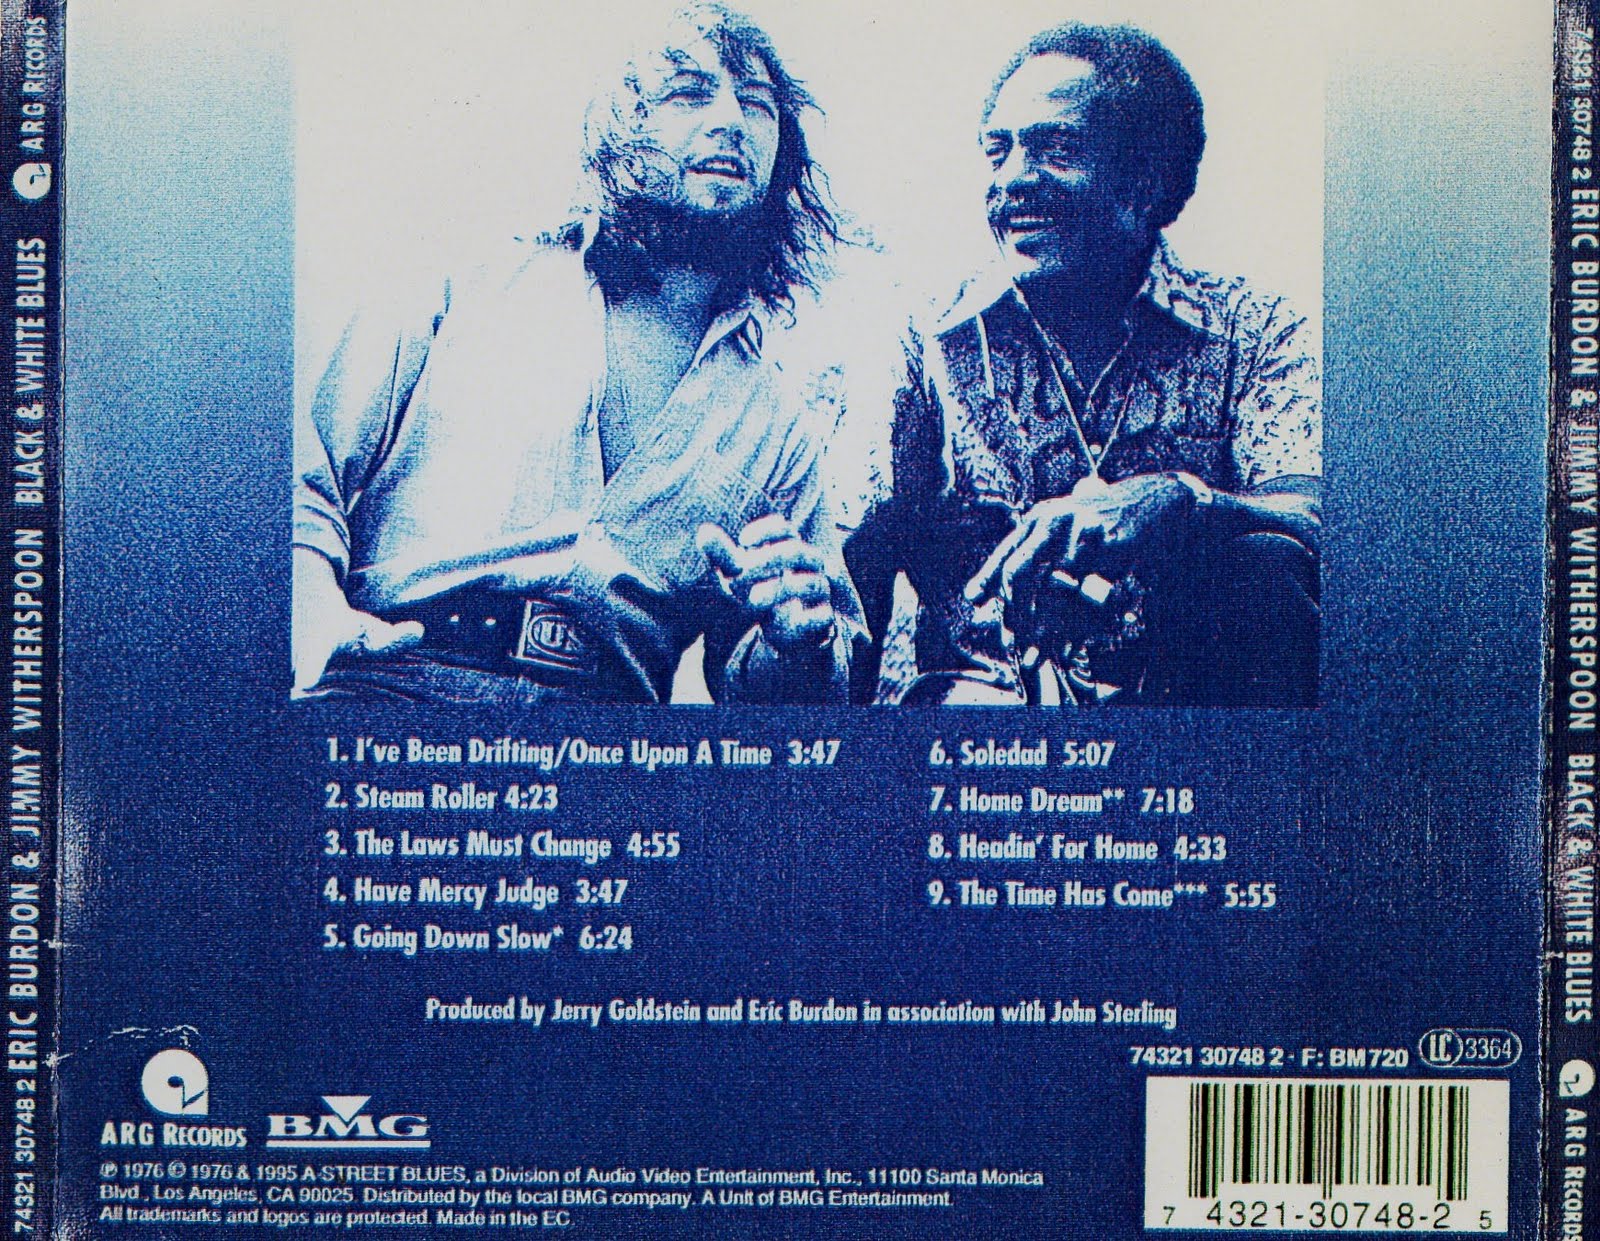 ERIC BURDON & JIMMY WITHERSPOON BLACK & WHITE BLUES
74321 30748 2
ARG RECORDS
1. I've Been Drifting/Once Upon A Time 3:47
2. Steam Roller 4:23
3. The Laws Must Change 4:55
4. Have Mercy Judge 3:47
5. Going Down Slow* 6:24
6. Soledad 5:07
7. Home Dream** 7:18
8. Headin' For Home 4:33
9. The Time Has Come*** 5:55
Produced by Jerry Goldstein and Eric Burdon in association with John Sterling
74321 30748 2 · F: BM 720 LC 3364
ARG RECORDS BMG
℗ 1976 © 1976 & 1995 A-STREET BLUES, a Division of Audio Video Entertainment, Inc., 11100 Santa Monica
Blvd., Los Angeles, CA 90025. Distributed by the local BMG company. A Unit of BMG Entertainment.
All trademarks and logos are protected. Made in the EC.
7 4321-30748-2 5
74321 30748 2 ERIC BURDON & JIMMY WITHERSPOON BLACK & WHITE BLUES
ARG RECORDS